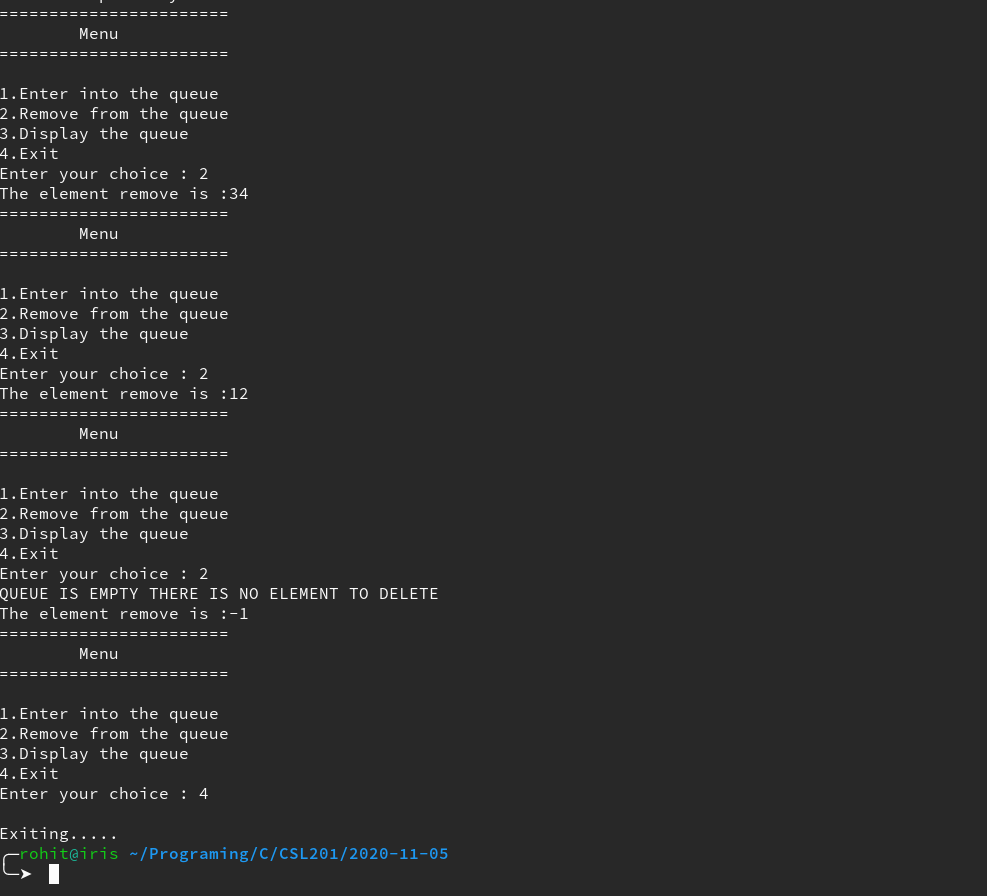 =======================
        Menu
=======================
1.Enter into the queue
2.Remove from the queue
3.Display the queue
4.Exit
Enter your choice : 2
The element remove is :34
=======================
        Menu
=======================
1.Enter into the queue
2.Remove from the queue
3.Display the queue
4.Exit
Enter your choice : 2
The element remove is :12
=======================
        Menu
=======================
1.Enter into the queue
2.Remove from the queue
3.Display the queue
4.Exit
Enter your choice : 2
QUEUE IS EMPTY THERE IS NO ELEMENT TO DELETE
The element remove is :-1
=======================
        Menu
=======================
1.Enter into the queue
2.Remove from the queue
3.Display the queue
4.Exit
Enter your choice : 4
Exiting.....
╭─rohit@iris ~/Programing/C/CSL201/2020-11-05
╰─➤